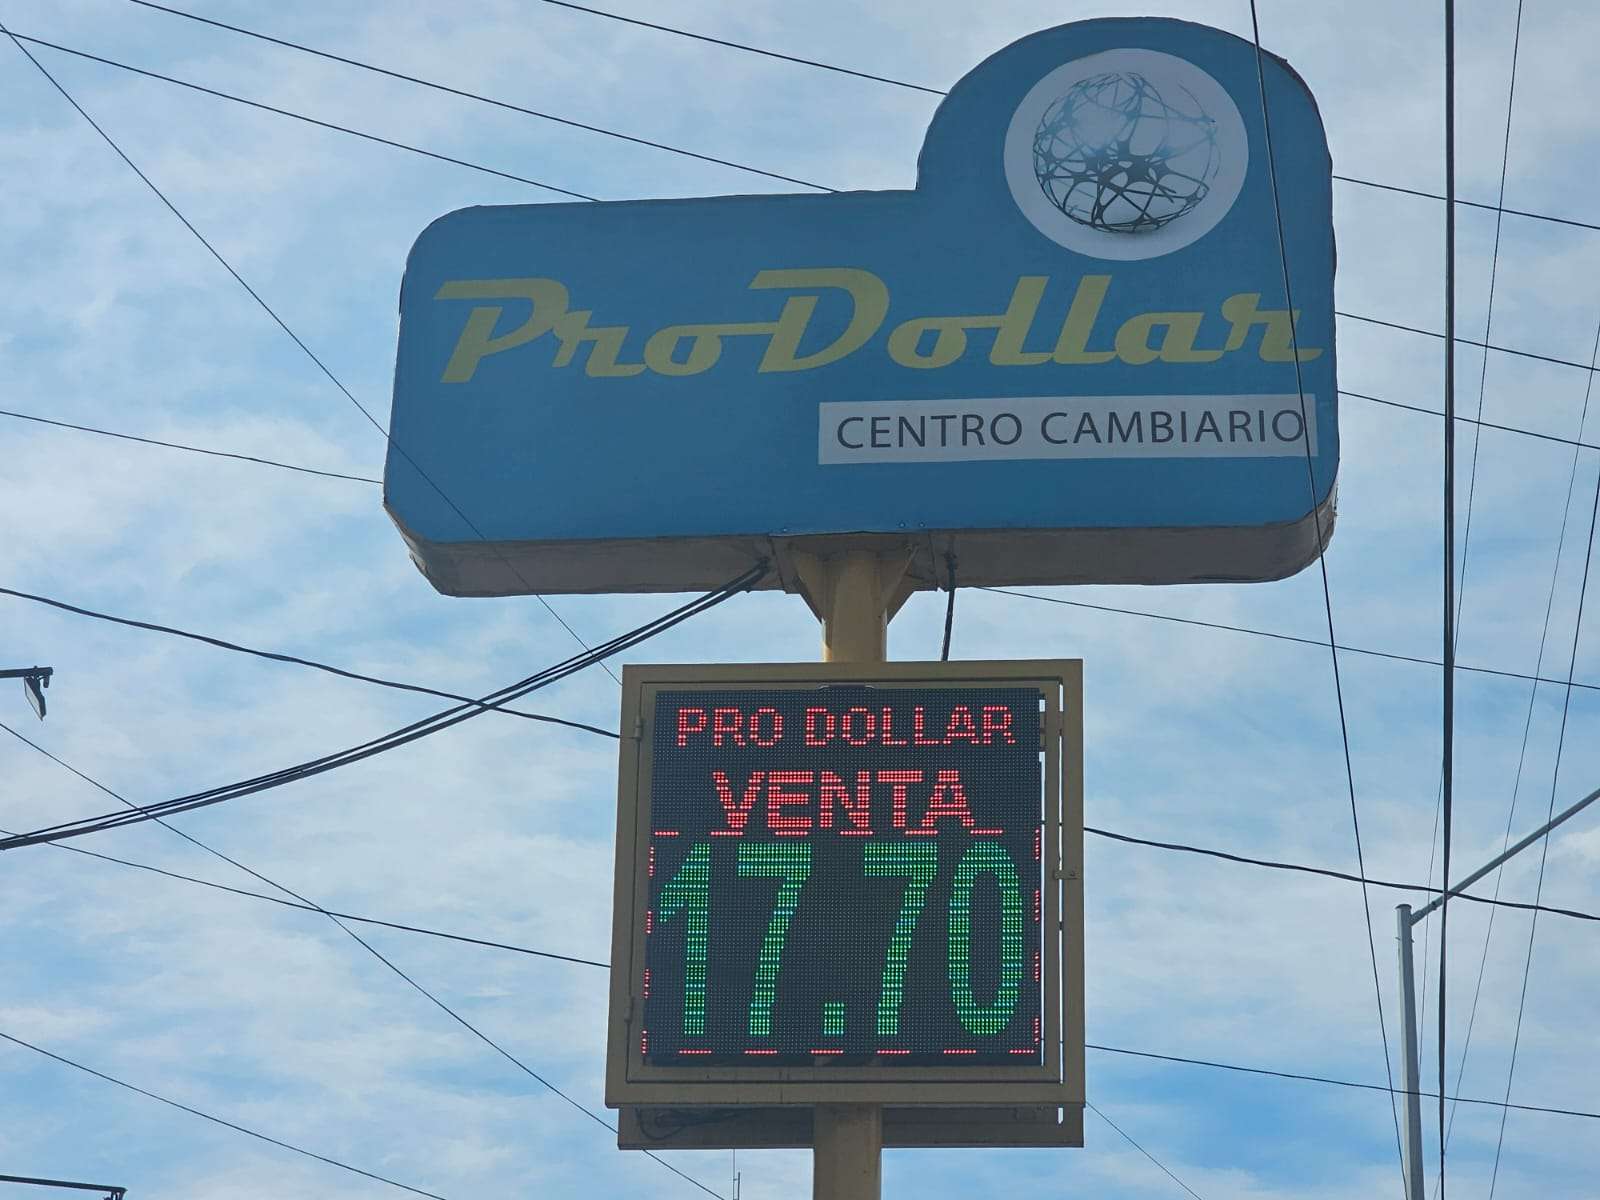 ProDollar
CENTRO CAMBIARIO
PRO DOLLAR
VENTA
17.70